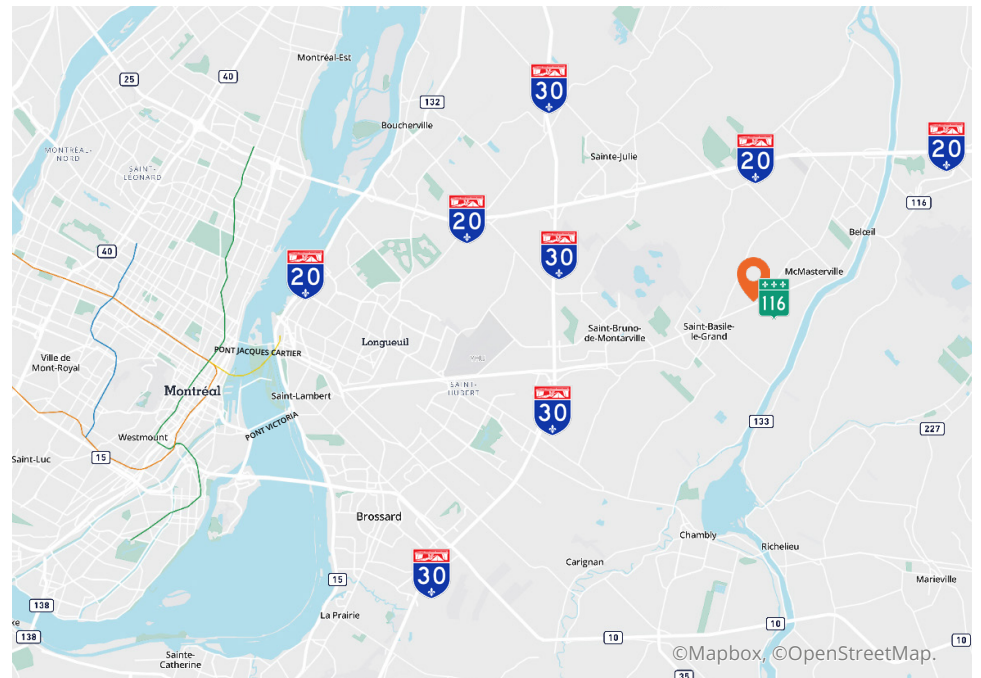 Montréal-Est
25
40
132
30
Boucherville
20
20
MONTRÉAL-
NORD
SAINT-
LÉONARD
Sainte-Julie
116
20
40
30
Belœil
20
McMasterville
116
PONT JACQUES CARTIER
Longueuil
Saint-Bruno-
de-Montarville
Saint-Basile-
le-Grand
Ville de
Mont-Royal
Montréal
Saint-Lambert
SAINT-
HUBERT
30
PONT VICTORIA
133
227
Westmount
15
Saint-Luc
Brossard
Chambly
Richelieu
30
15
Carignan
Marieville
138
La Prairie
ke
138
10
10
10
Sainte-
Catherine
©Mapbox, ©OpenStreetMap.
35